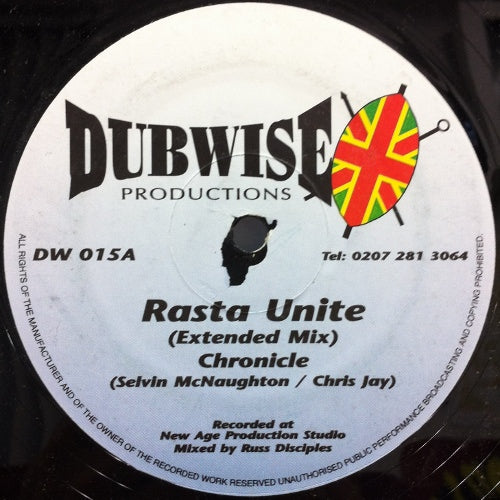 DUBWISE
PRODUCTIONS
DW 015A
Tel: 0207 281 3064
Rasta Unite
(Extended Mix)
Chronicle
(Selvin McNaughton / Chris Jay)
Recorded at
New Age Production Studio
Mixed by Russ Disciples
ALL RIGHTS OF THE MANUFACTURER AND OF THE OWNER OF THE RECORDED WORK RESERVED UNAUTHORISED PUBLIC PERFORMANCE BROADCASTING AND COPYING PROHIBITED.